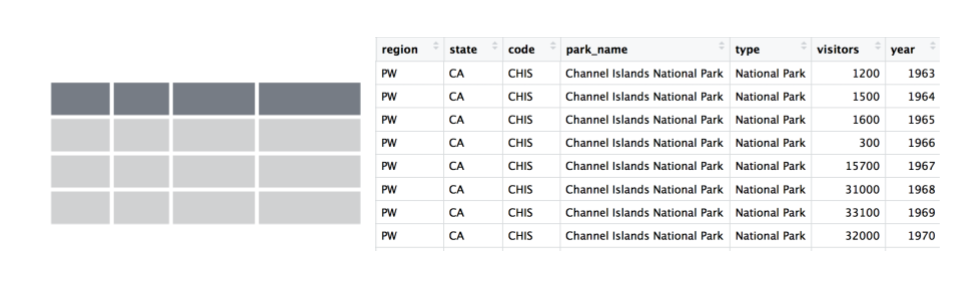 region state code park_name type visitors year
PW CA CHIS Channel Islands National Park National Park 1200 1963
PW CA CHIS Channel Islands National Park National Park 1500 1964
PW CA CHIS Channel Islands National Park National Park 1600 1965
PW CA CHIS Channel Islands National Park National Park 300 1966
PW CA CHIS Channel Islands National Park National Park 15700 1967
PW CA CHIS Channel Islands National Park National Park 31000 1968
PW CA CHIS Channel Islands National Park National Park 33100 1969
PW CA CHIS Channel Islands National Park National Park 32000 1970